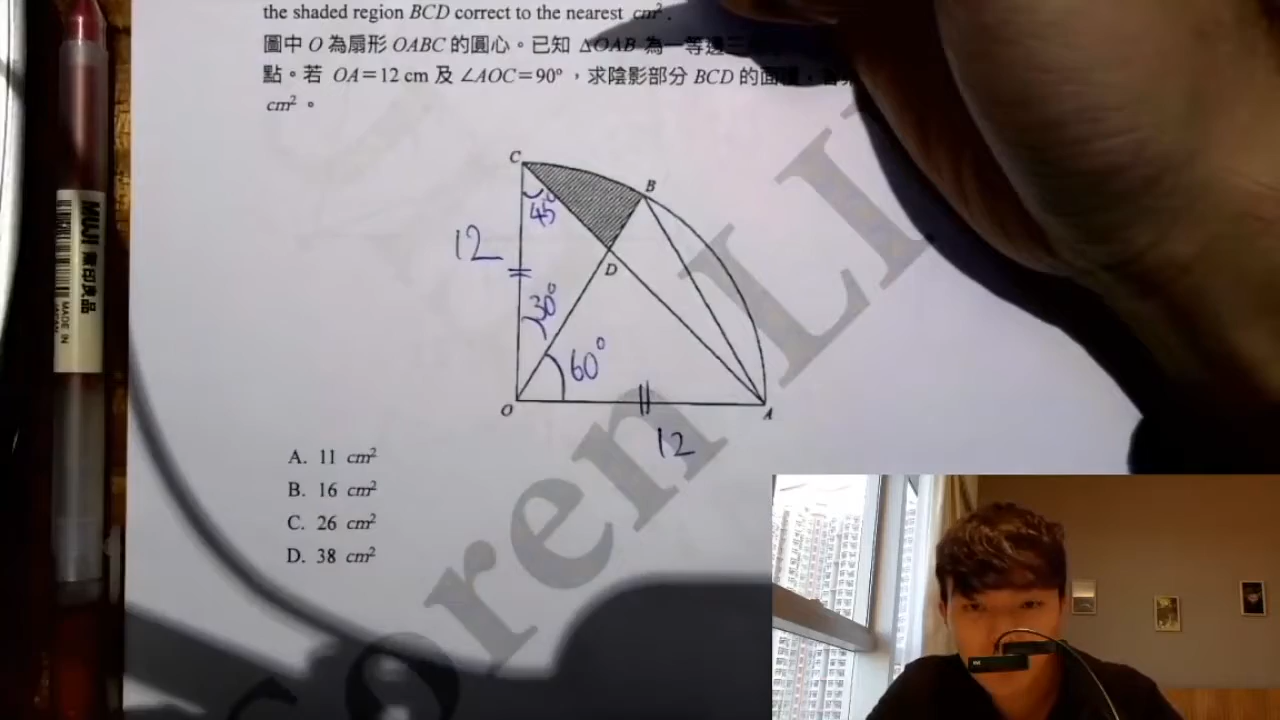 the shaded region BCD correct to the nearest cm².
圖中 O 為扇形 OABC 的圓心。已知 △OAB 為一等邊三
點。若 OA=12 cm 及 ∠AOC=90°，求陰影部分 BCD 的面積，
cm²。
C
B
45°
12
D
30°
60°
O
A
12
A. 11 cm²
B. 16 cm²
C. 26 cm²
D. 38 cm²
MUJI 無印良品
MADE IN JAPAN